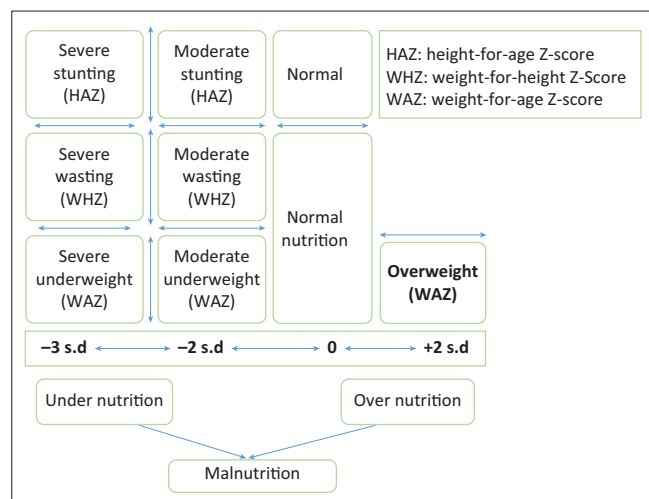 Severe
stunting
(HAZ)
Moderate
stunting
(HAZ)
Normal
HAZ: height-for-age Z-score
WHZ: weight-for-height Z-Score
WAZ: weight-for-age Z-score
Severe
wasting
(WHZ)
Moderate
wasting
(WHZ)
Normal
nutrition
Severe
underweight
(WAZ)
Moderate
underweight
(WAZ)
Overweight
(WAZ)
–3 s.d –2 s.d 0 +2 s.d
Under nutrition
Over nutrition
Malnutrition